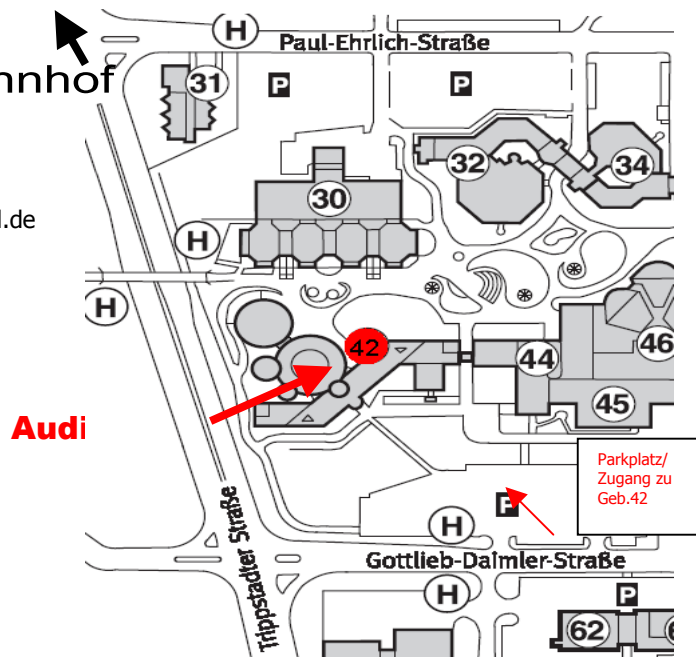 H
Paul-Ehrlich-Straße
nnhof
31
P
P
32
34
30
l.de
H
H
42
44
46
45
Audi
Parkplatz/
Zugang zu
Geb.42
P
H
Trippstadter Straße
Gottlieb-Daimler-Straße
H
P
62
6